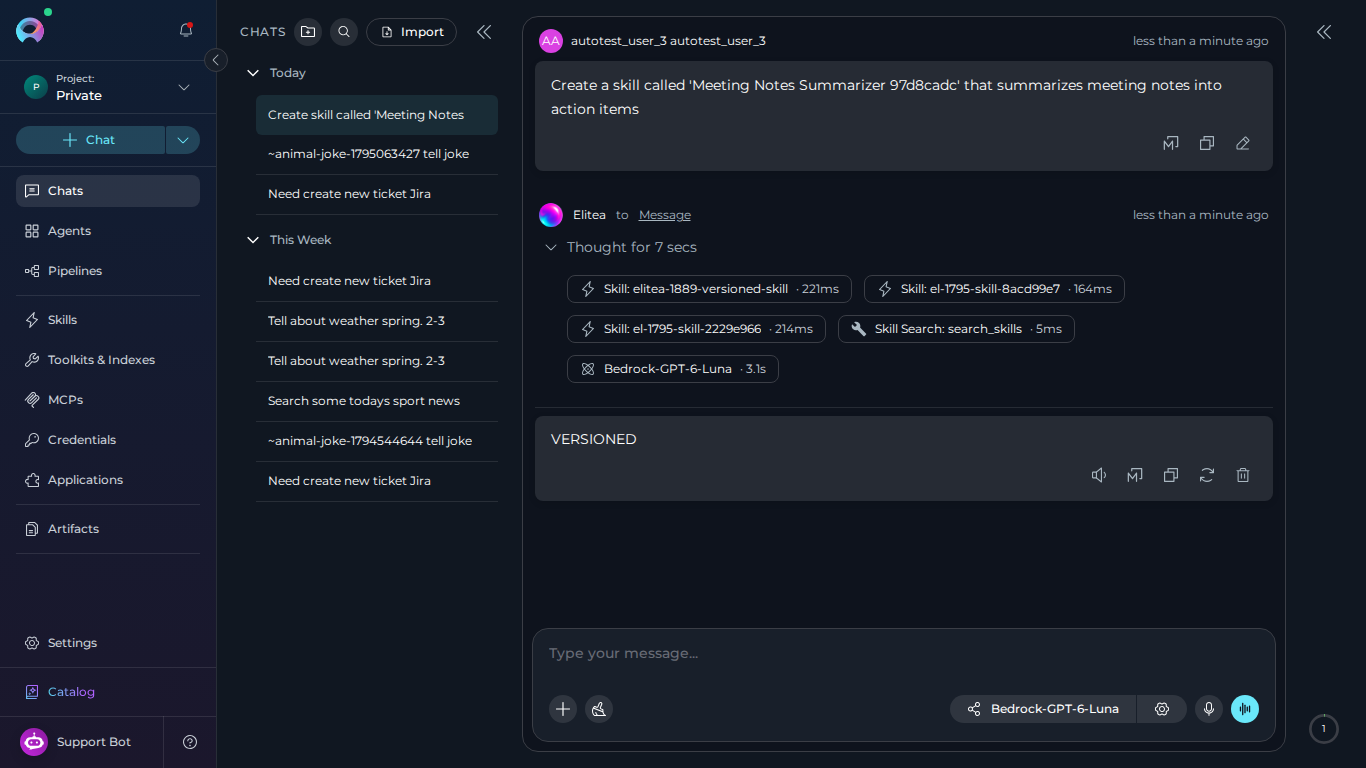 Project:
P
Private
Chat
Chats
Agents
Pipelines
Skills
Toolkits & Indexes
MCPs
Credentials
Applications
Artifacts
Settings
Catalog
Support Bot
CHATS
Import
Today
Create skill called 'Meeting Notes
~animal-joke-1795063427 tell joke
Need create new ticket Jira
This Week
Need create new ticket Jira
Tell about weather spring. 2-3
Tell about weather spring. 2-3
Search some todays sport news
~animal-joke-1794544644 tell joke
Need create new ticket Jira
AA autotest_user_3 autotest_user_3 less than a minute ago
Create a skill called 'Meeting Notes Summarizer 97d8cadc' that summarizes meeting notes into
action items
Elitea to Message less than a minute ago
Thought for 7 secs
Skill: elitea-1889-versioned-skill · 221ms Skill: el-1795-skill-8acd99e7 · 164ms
Skill: el-1795-skill-2229e966 · 214ms Skill Search: search_skills · 5ms
Bedrock-GPT-6-Luna · 3.1s
VERSIONED
Type your message...
Bedrock-GPT-6-Luna
1